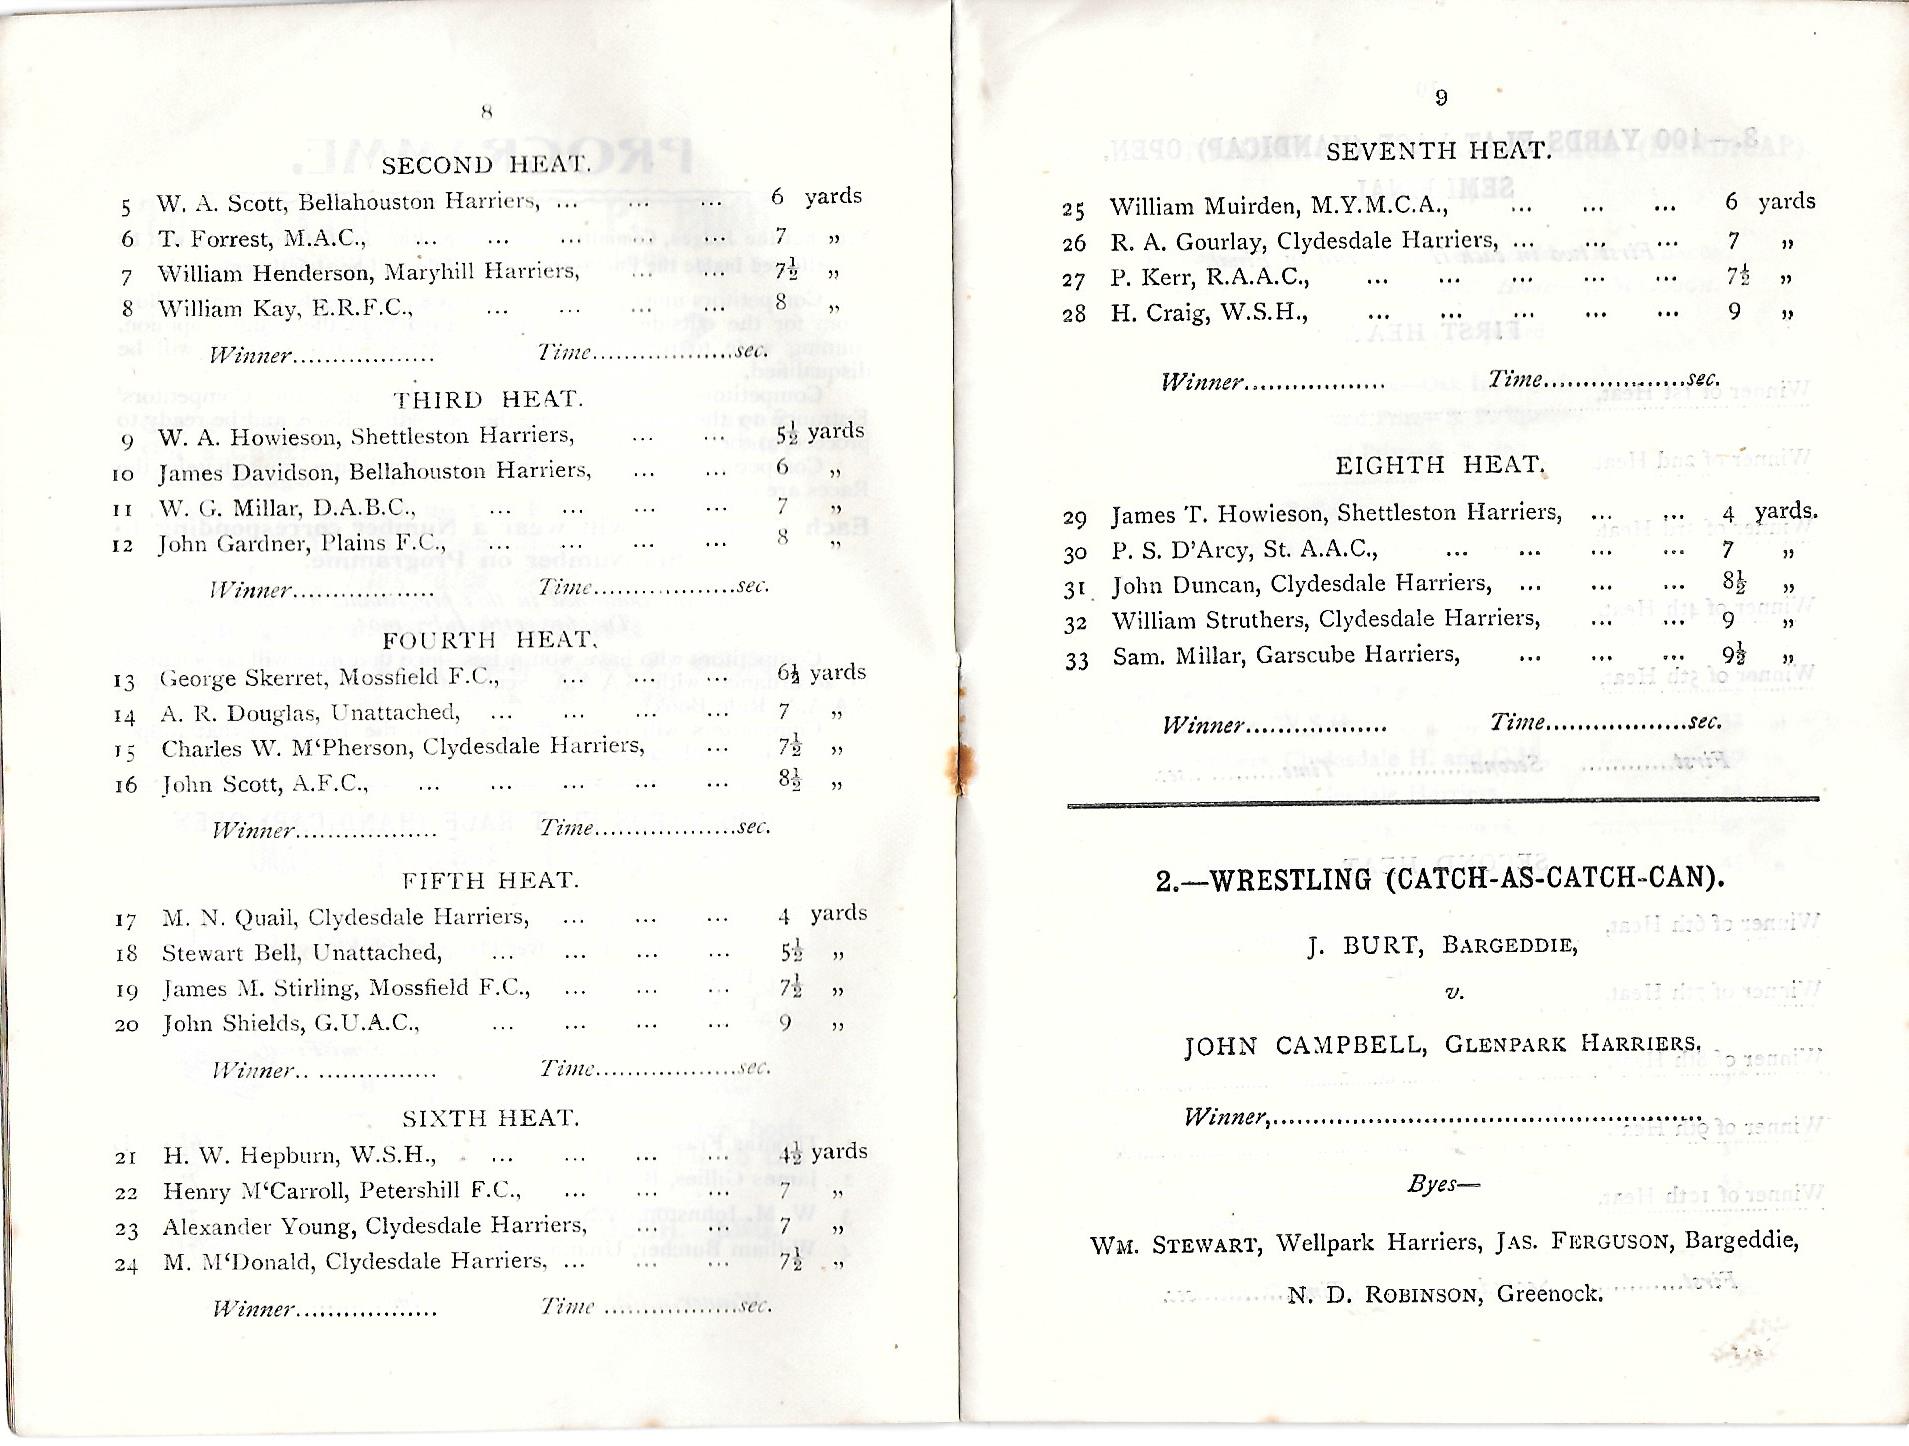 8
SECOND HEAT.
5 W. A. Scott, Bellahouston Harriers, ... ... ... 6 yards
6 T. Forrest, M.A.C., ... ... ... ... ... 7 „
7 William Henderson, Maryhill Harriers, ... ... 7½ „
8 William Kay, E.R.F.C., ... ... ... ... 8 „
Winner.................. Time..................sec.
THIRD HEAT.
9 W. A. Howieson, Shettleston Harriers, ... ... 5½ yards
10 James Davidson, Bellahouston Harriers, ... ... 6 „
11 W. G. Millar, D.A.B.C., ... ... ... ... 7 „
12 John Gardner, Plains F.C., ... ... ... ... 8 „
Winner.................. Time..................sec.
FOURTH HEAT.
13 George Skerret, Mossfield F.C., ... ... ... 6½ yards
14 A. R. Douglas, Unattached, ... ... ... ... 7 „
15 Charles W. M‘Pherson, Clydesdale Harriers, ... 7½ „
16 John Scott, A.F.C., ... ... ... ... ... 8½ „
Winner.................. Time..................sec.
FIFTH HEAT.
17 M. N. Quail, Clydesdale Harriers, ... ... ... 4 yards
18 Stewart Bell, Unattached, ... ... ... ... 5½ „
19 James M. Stirling, Mossfield F.C., ... ... ... 7½ „
20 John Shields, G.U.A.C., ... ... ... ... 9 „
Winner.. ............... Time..................sec.
SIXTH HEAT.
21 H. W. Hepburn, W.S.H., ... ... ... ... 4½ yards
22 Henry M‘Carroll, Petershill F.C., ... ... ... 7 „
23 Alexander Young, Clydesdale Harriers, ... ... 7 „
24 M. M‘Donald, Clydesdale Harriers, ... ... ... 7½ „
Winner.................. Time ..................sec.
9
SEVENTH HEAT.
25 William Muirden, M.Y.M.C.A., ... ... ... 6 yards
26 R. A. Gourlay, Clydesdale Harriers, ... ... ... 7 „
27 P. Kerr, R.A.A.C., ... ... ... ... ... 7½ „
28 H. Craig, W.S.H., ... ... ... ... ... 9 „
Winner.................. Time..................sec.
EIGHTH HEAT.
29 James T. Howieson, Shettleston Harriers, ... ... 4 yards.
30 P. S. D'Arcy, St. A.A.C., ... ... ... ... 7 „
31 John Duncan, Clydesdale Harriers, ... ... ... 8½ „
32 William Struthers, Clydesdale Harriers, ... ... 9 „
33 Sam. Millar, Garscube Harriers, ... ... ... 9½ „
Winner.................. Time..................sec.
2.—WRESTLING (CATCH-AS-CATCH-CAN).
J. BURT, BARGEDDIE,
v.
JOHN CAMPBELL, GLENPARK HARRIERS.
Winner,......................................................
Byes—
WM. STEWART, Wellpark Harriers, JAS. FERGUSON, Bargeddie,
N. D. ROBINSON, Greenock.